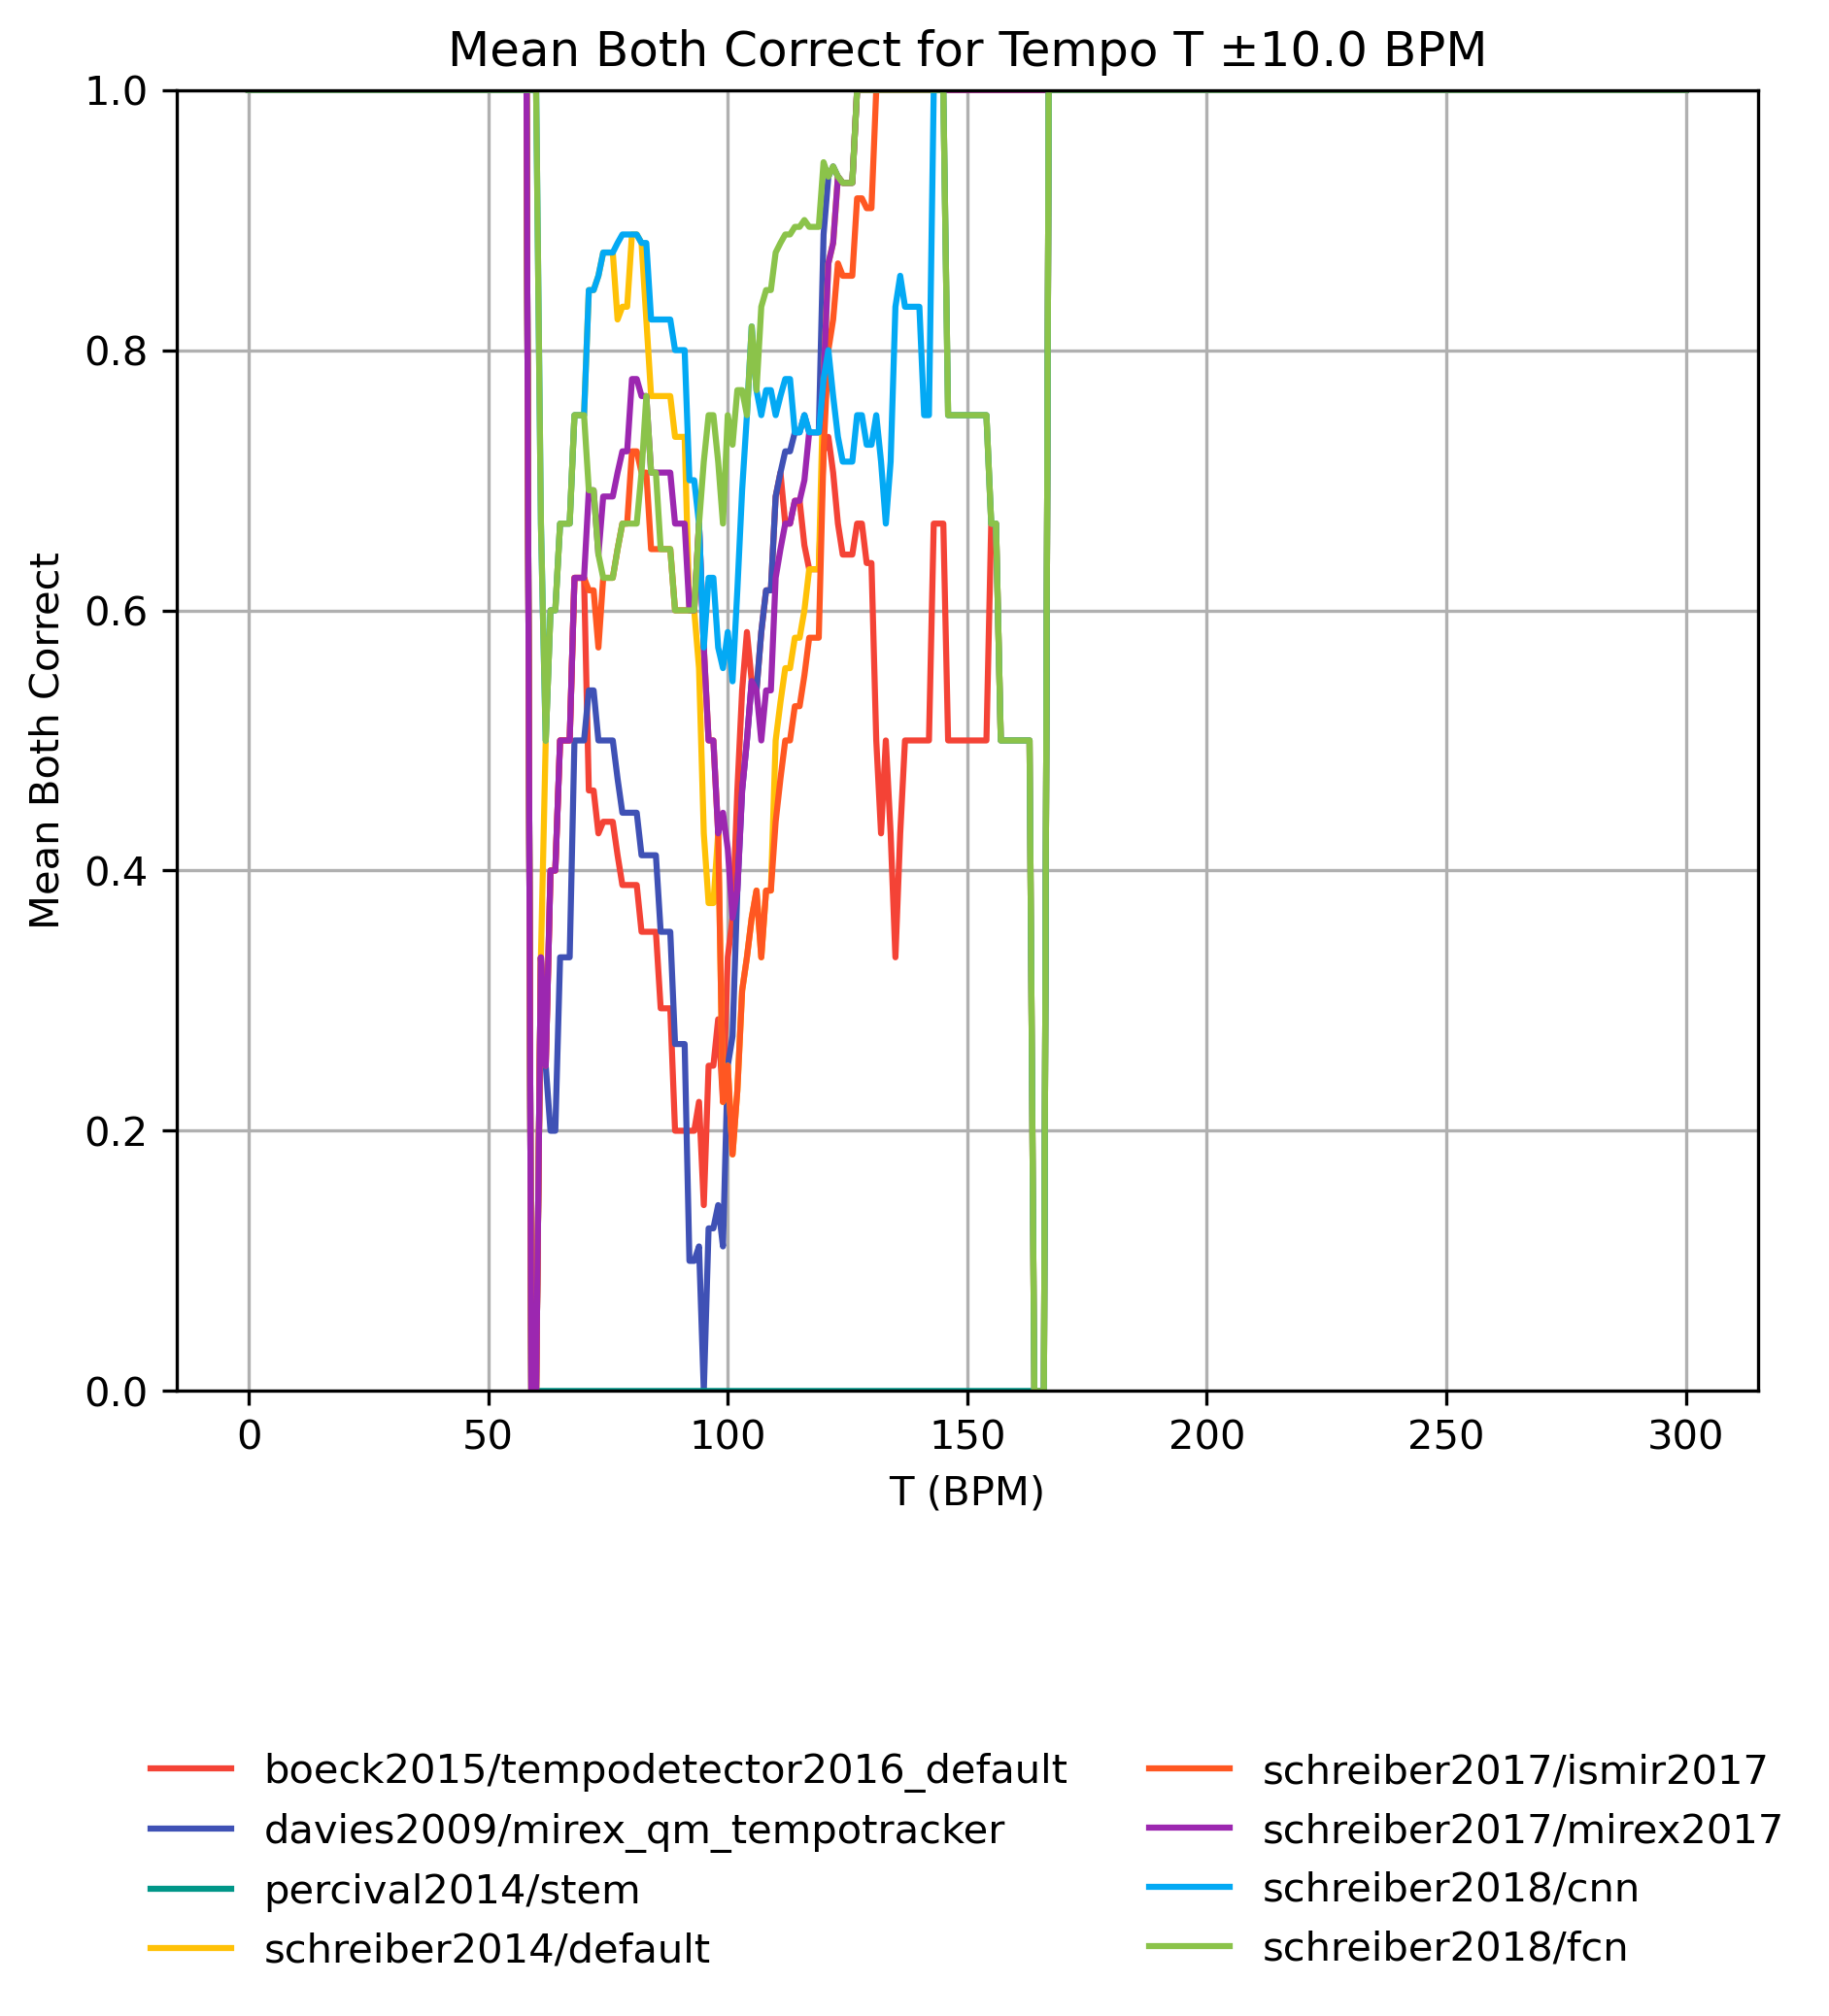 Mean Both Correct for Tempo T ±10.0 BPM
1.0
0.8
0.6
0.4
0.2
0.0
Mean Both Correct
0 50 100 150 200 250 300
T (BPM)
boeck2015/tempodetector2016_default
davies2009/mirex_qm_tempotracker
percival2014/stem
schreiber2014/default
schreiber2017/ismir2017
schreiber2017/mirex2017
schreiber2018/cnn
schreiber2018/fcn